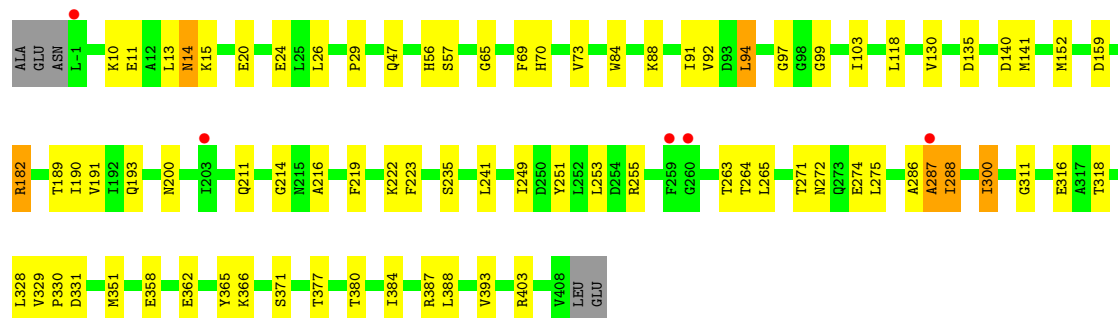 ALA GLU ASN L-1 K10 E11 A12 L13 N14 K15 E20 E24 L25 L26 P29 Q47 H56 S57 G65 F69 H70 V73 W84 K88 I91 V92 D93 L94 G97 G98 G99 I103 L118 V130 D135 D140 M141 M152 D159
R182 T189 I190 V191 I192 Q193 N200 I203 Q211 G214 N215 A216 F219 K222 F223 S235 L241 I249 D250 Y251 L252 L253 D254 R255 F259 G260 T263 T264 L265 T271 N272 Q273 E274 L275 A286 A287 I288 I300 G311 E316 A317 T318
L328 V329 P330 D331 M351 E358 E362 Y365 K366 S371 T377 T380 I384 R387 L388 V393 R403 V408 LEU GLU